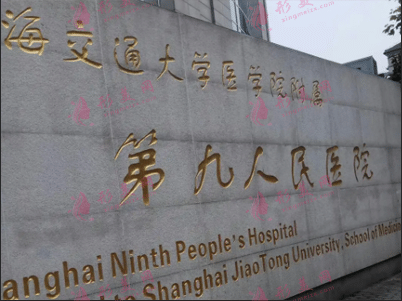 海交通大学医学院附属
第九人民医院
anghai Ninth People's Hospital
to Shanghai JiaoTong University, School of Medicine